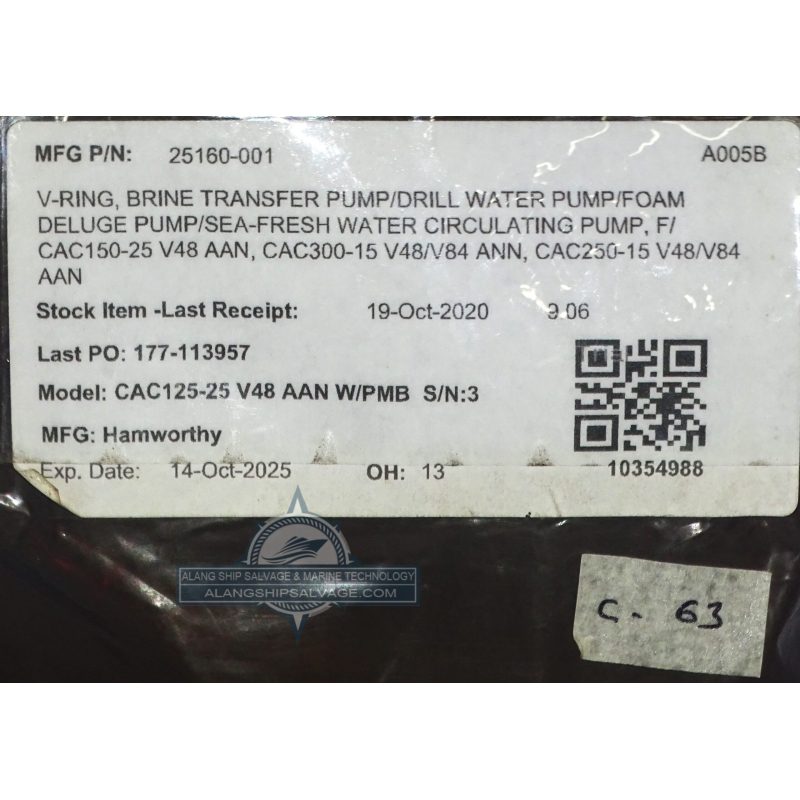 MFG P/N: 25160-001 A005B
V-RING, BRINE TRANSFER PUMP/DRILL WATER PUMP/FOAM
DELUGE PUMP/SEA-FRESH WATER CIRCULATING PUMP, F/
CAC150-25 V48 AAN, CAC300-15 V48/V84 ANN, CAC250-15 V48/V84
AAN
Stock Item -Last Receipt: 19-Oct-2020 9.06
Last PO: 177-113957
Model: CAC125-25 V48 AAN W/PMB S/N:3
MFG: Hamworthy
Exp. Date: 14-Oct-2025 OH: 13 10354988
ALANG SHIP SALVAGE & MARINE TECHNOLOGY
ALANGSHIPSALVAGE.COM
C - 63